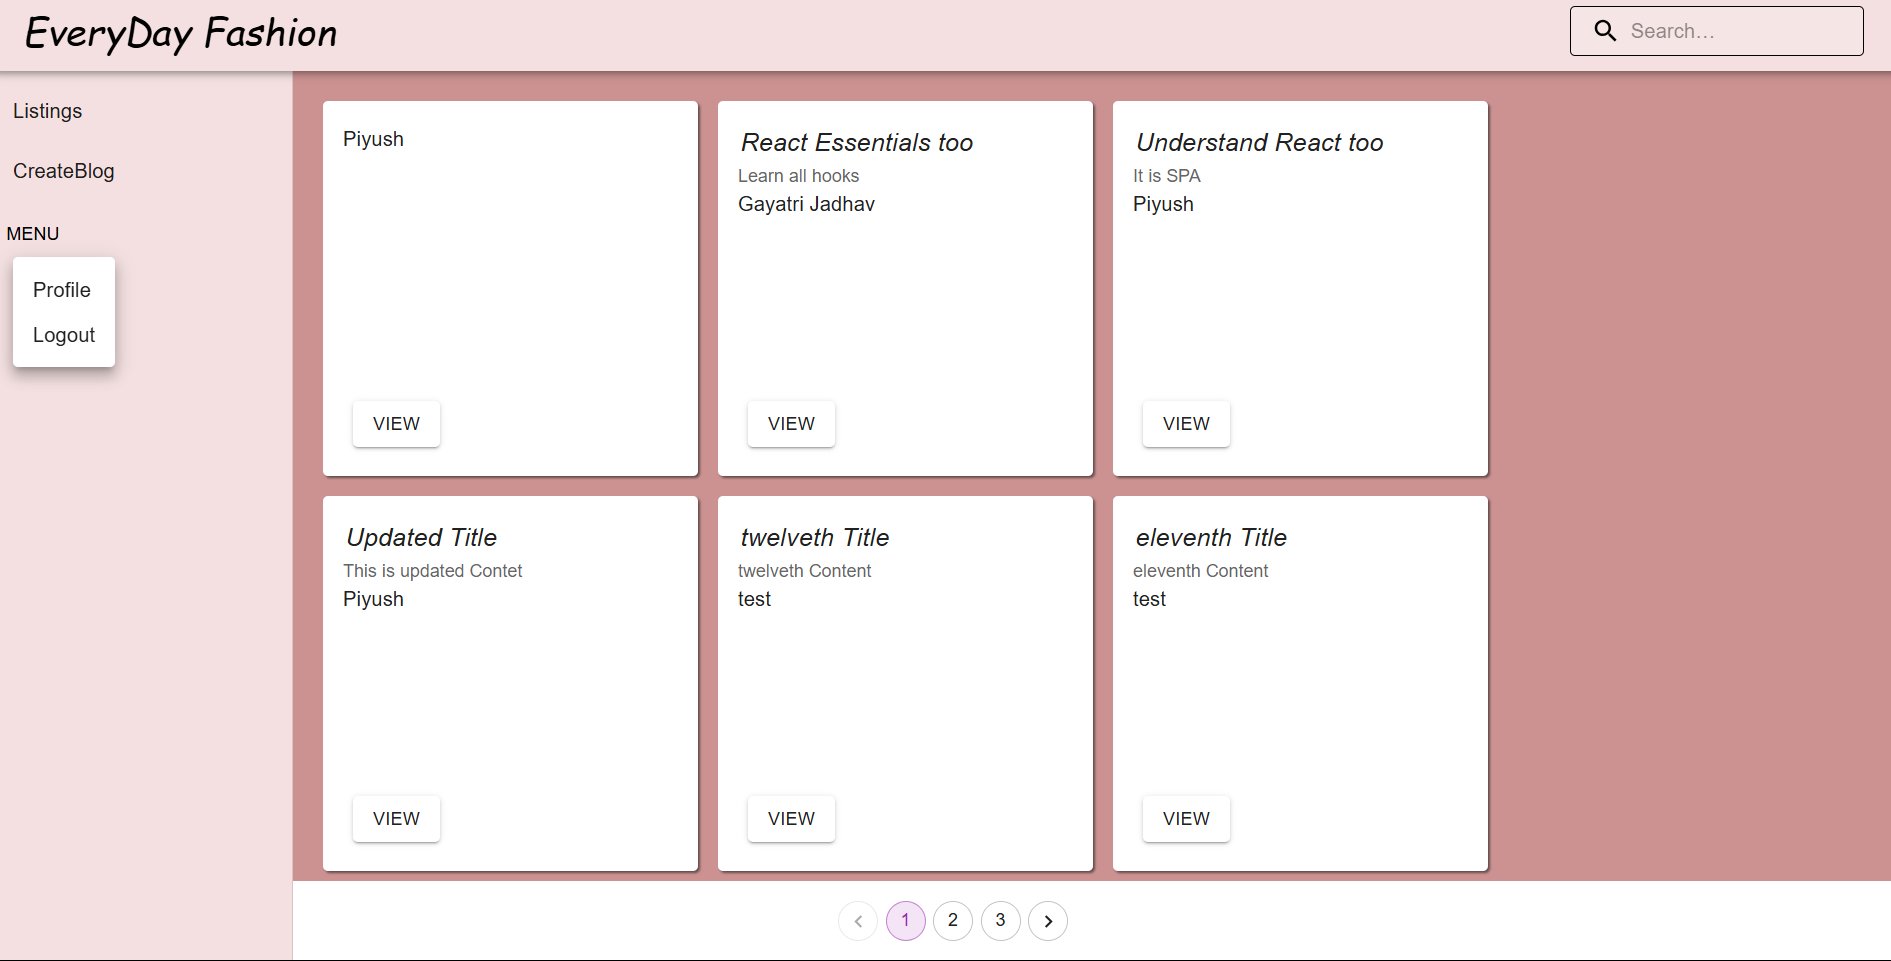 EveryDay Fashion
Search...
Listings
CreateBlog
MENU
Profile
Logout
Piyush
VIEW
React Essentials too
Learn all hooks
Gayatri Jadhav
VIEW
Understand React too
It is SPA
Piyush
VIEW
Updated Title
This is updated Contet
Piyush
VIEW
twelveth Title
twelveth Content
test
VIEW
eleventh Title
eleventh Content
test
VIEW
1 2 3